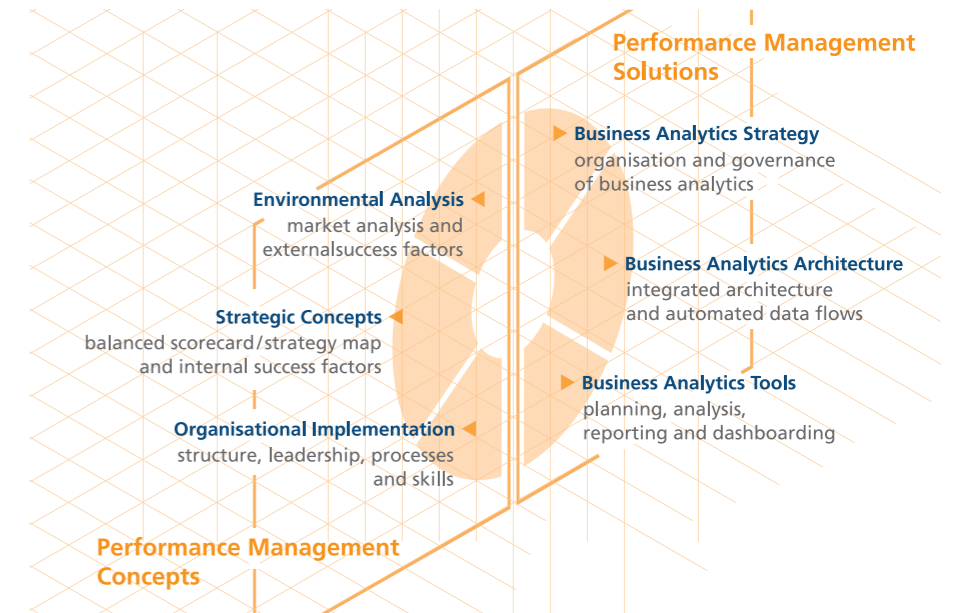 Performance Management
Solutions
Business Analytics Strategy
organisation and governance
of business analytics
Environmental Analysis
market analysis and
externalsuccess factors
Business Analytics Architecture
integrated architecture
and automated data flows
Strategic Concepts
balanced scorecard/strategy map
and internal success factors
Business Analytics Tools
planning, analysis,
reporting and dashboarding
Organisational Implementation
structure, leadership, processes
and skills
Performance Management
Concepts